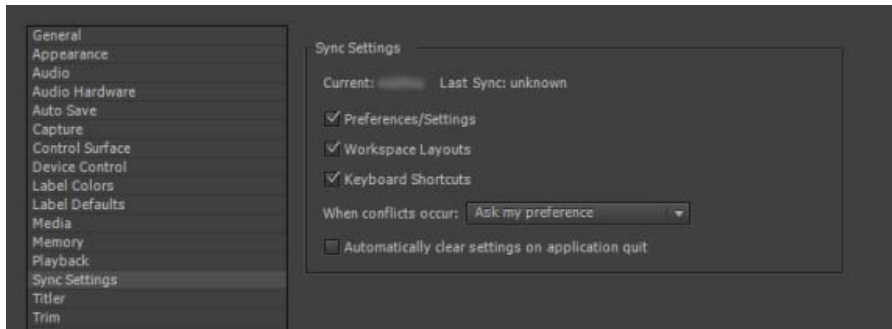 General
Appearance
Audio
Audio Hardware
Auto Save
Capture
Control Surface
Device Control
Label Colors
Label Defaults
Media
Memory
Playback
Sync Settings
Titler
Trim
Sync Settings
Current: Last Sync: unknown
Preferences/Settings
Workspace Layouts
Keyboard Shortcuts
When conflicts occur: Ask my preference
Automatically clear settings on application quit